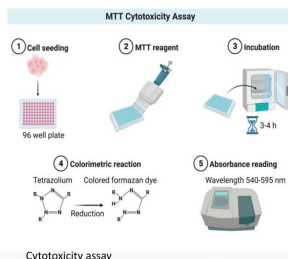 MTT Cytotoxicity Assay
1 Cell seeding
2 MTT reagent
3 Incubation
96 well plate
3-4 h
4 Colorimetric reaction
5 Absorbance reading
Tetrazolium Colored formazan dye
Wavelength 540-595 nm
R R
R N N R
N N
N N
H
N N
R R
Reduction
Cytotoxicity assay